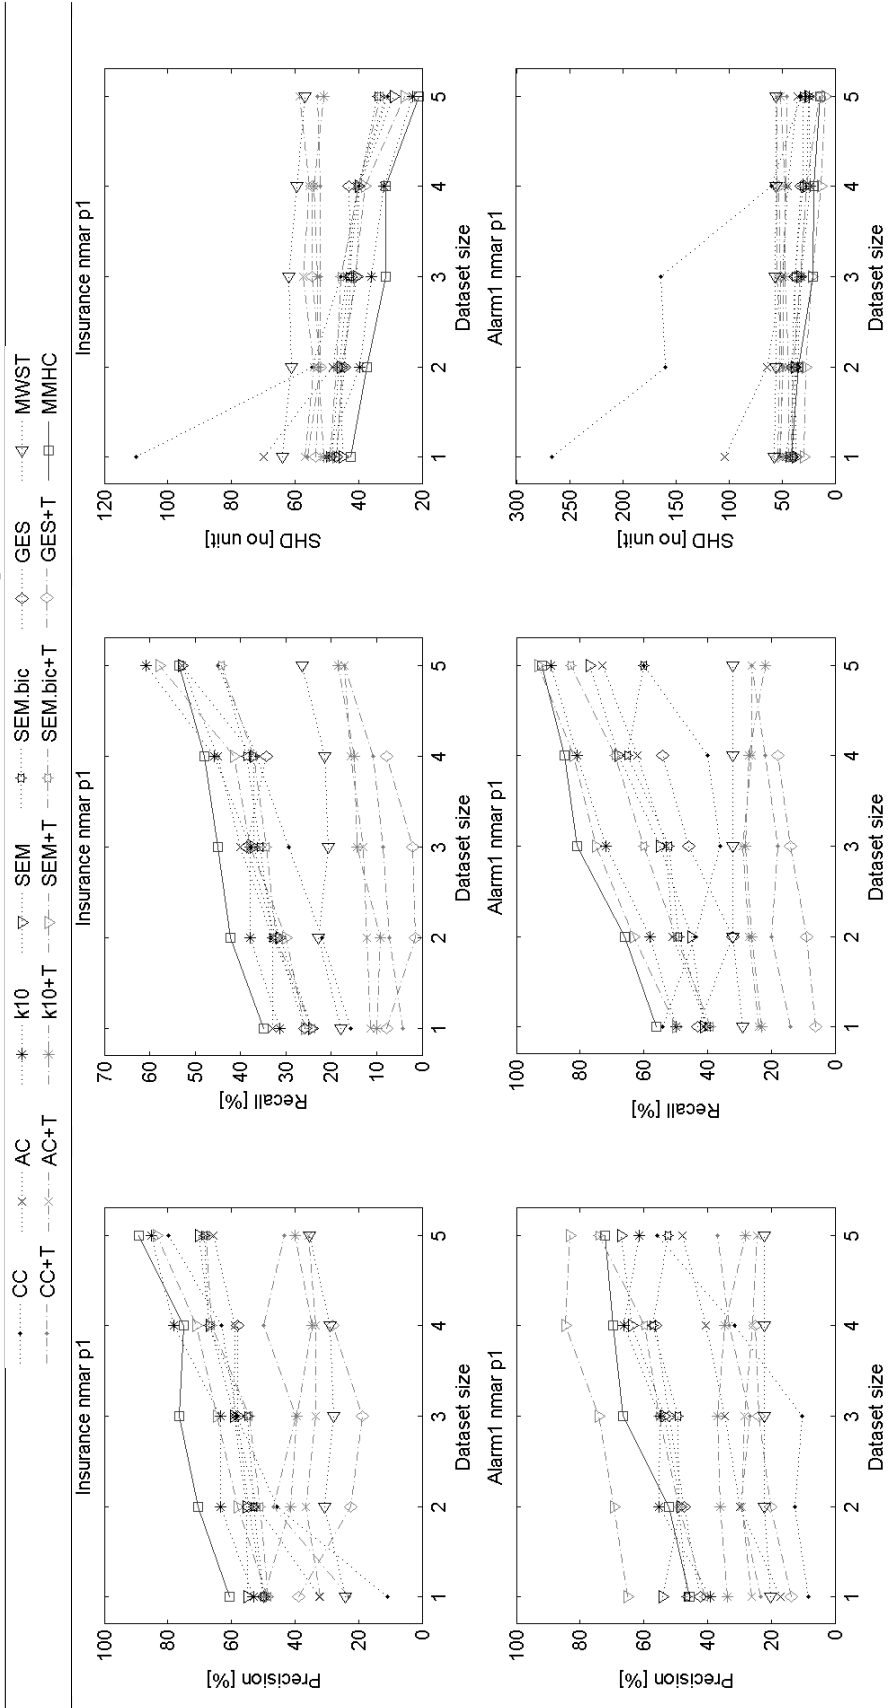 CC AC k10 SEM SEM.bic GES MWST
CC+T AC+T k10+T SEM+T SEM.bic+T GES+T MMHC
Insurance nmar p1
Precision [%]
100
80
60
40
20
0
1 2 3 4 5
Dataset size
Insurance nmar p1
Recall [%]
70
60
50
40
30
20
10
0
1 2 3 4 5
Dataset size
Insurance nmar p1
SHD [no unit]
120
100
80
60
40
20
1 2 3 4 5
Dataset size
Alarm1 nmar p1
Precision [%]
100
80
60
40
20
0
1 2 3 4 5
Dataset size
Alarm1 nmar p1
Recall [%]
100
80
60
40
20
0
1 2 3 4 5
Dataset size
Alarm1 nmar p1
SHD [no unit]
300
250
200
150
100
50
0
1 2 3 4 5
Dataset size